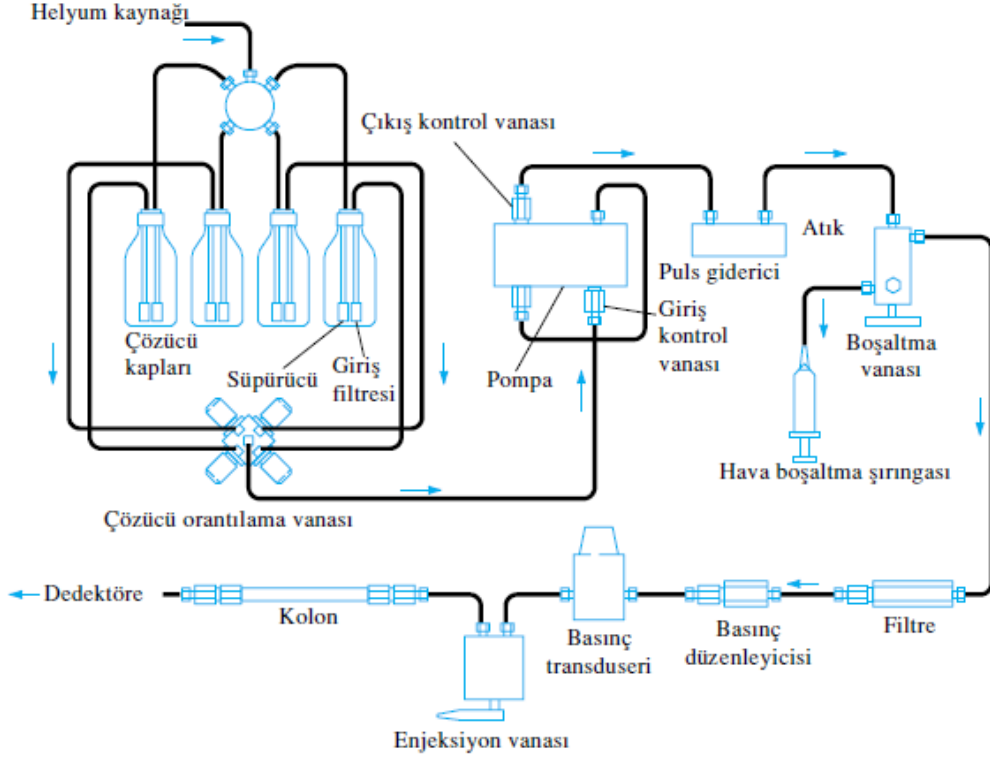 Helyum kaynağı
Çıkış kontrol vanası
Atık
Puls giderici
Giriş
kontrol
vanası
Boşaltma
vanası
Çözücü
kapları
Süpürücü
Giriş
filtresi
Pompa
Hava boşaltma şırıngası
Çözücü orantılama vanası
Dedektöre
Kolon
Basınç
transduseri
Basınç
düzenleyicisi
Filtre
Enjeksiyon vanası